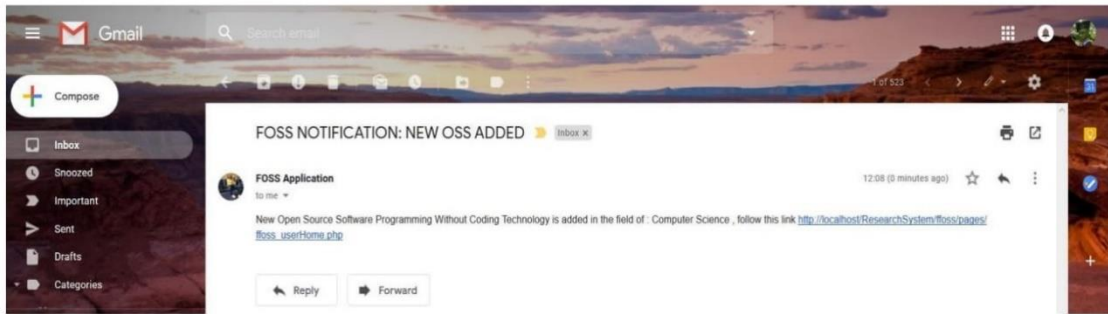 Gmail
Search email
Compose
1 of 523
FOSS NOTIFICATION: NEW OSS ADDED
Inbox x
Inbox
Snoozed
FOSS Application
12:08 (0 minutes ago)
to me
Important
New Open Source Software Programming Without Coding Technology is added in the field of : Computer Science , follow this link http://localhost/ResearchSystem/ffoss/pages/
Sent
ffoss_userHome.php
Drafts
Categories
Reply
Forward